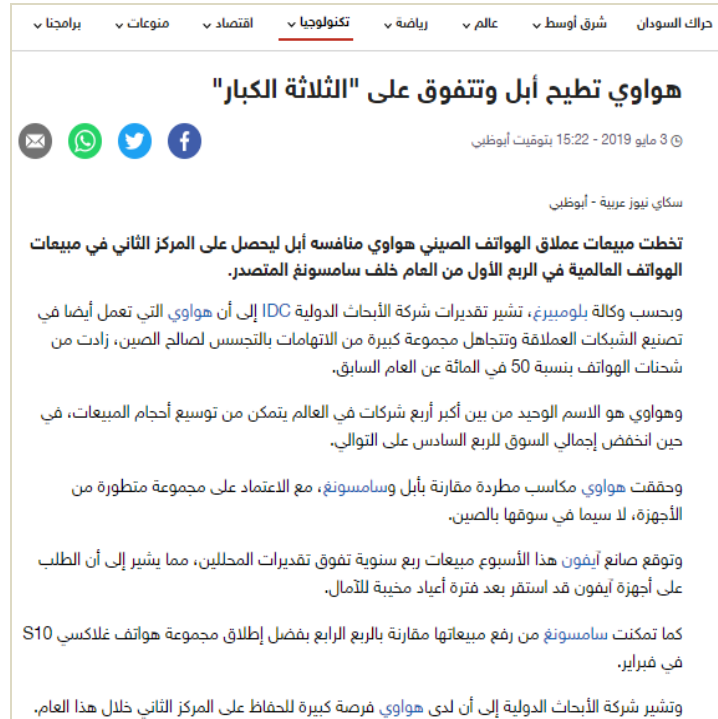 حراك السودان شرق أوسط عالم رياضة تكنولوجيا اقتصاد منوعات برامجنا
هواوي تطيح أبل وتتفوق على "الثلاثة الكبار"
3 مايو 2019 - 15:22 بتوقيت أبوظبي
سكاي نيوز عربية - أبوظبي
تخطت مبيعات عملاق الهواتف الصيني هواوي منافسه أبل ليحصل على المركز الثاني في مبيعات
الهواتف العالمية في الربع الأول من العام خلف سامسونغ المتصدر.
وبحسب وكالة بلومبيرغ، تشير تقديرات شركة الأبحاث الدولية IDC إلى أن هواوي التي تعمل أيضا في
تصنيع الشبكات العملاقة وتتجاهل مجموعة كبيرة من الاتهامات بالتجسس لصالح الصين، زادت من
شحنات الهواتف بنسبة 50 في المائة عن العام السابق.
وهواوي هو الاسم الوحيد من بين أكبر أربع شركات في العالم يتمكن من توسيع أحجام المبيعات، في
حين انخفض إجمالي السوق للربع السادس على التوالي.
وحققت هواوي مكاسب مطردة مقارنة بأبل وسامسونغ، مع الاعتماد على مجموعة متطورة من
الأجهزة، لا سيما في سوقها بالصين.
وتوقع صانع آيفون هذا الأسبوع مبيعات ربع سنوية تفوق تقديرات المحللين، مما يشير إلى أن الطلب
على أجهزة آيفون قد استقر بعد فترة أعياد مخيبة للآمال.
كما تمكنت سامسونغ من رفع مبيعاتها مقارنة بالربع الرابع بفضل إطلاق مجموعة هواتف غلاكسي S10
في فبراير.
وتشير شركة الأبحاث الدولية إلى أن لدى هواوي فرصة كبيرة للحفاظ على المركز الثاني خلال هذا العام.